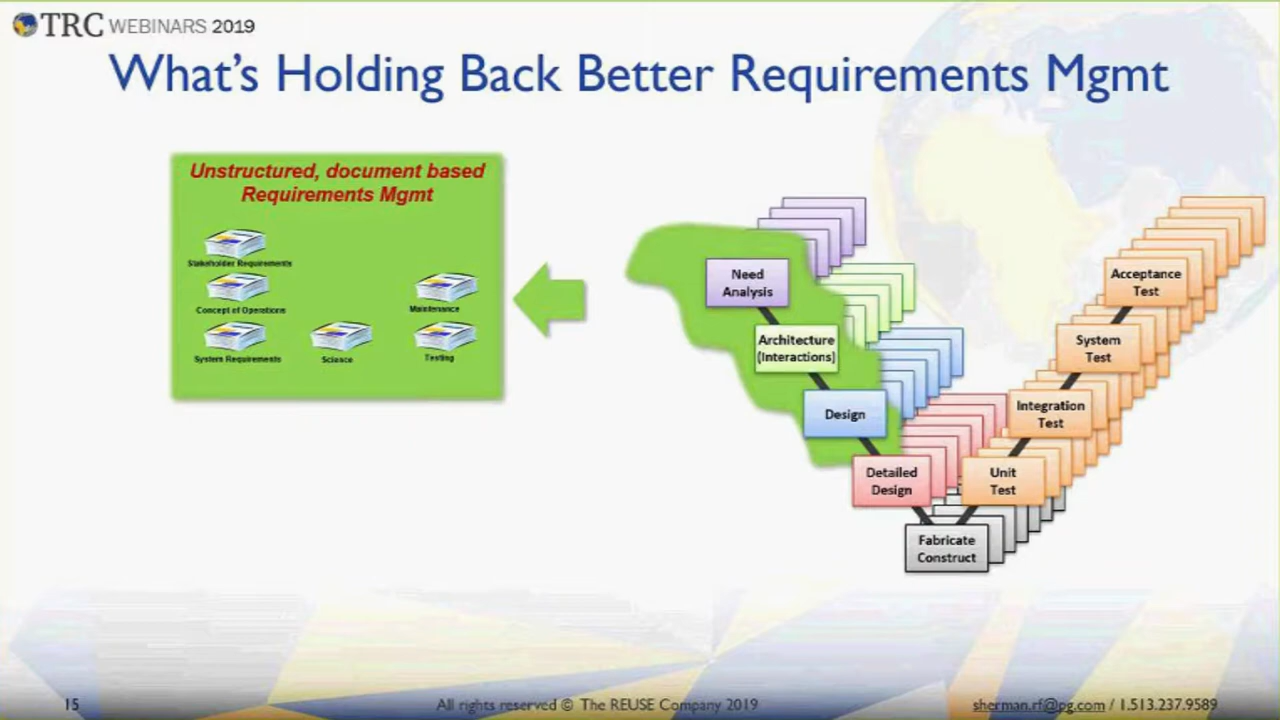 TRC WEBINARS 2019
What's Holding Back Better Requirements Mgmt
Unstructured, document based
Requirements Mgmt
Stakeholder Requirements
Concept of Operations
Maintenance
System Requirements
Science
Testing
Need
Analysis
Architecture
(Interactions)
Design
Detailed
Design
Fabricate
Construct
Unit
Test
Integration
Test
System
Test
Acceptance
Test
15
All rights reserved © The REUSE Company 2019
sherman.rf@pg.com / 1.513.237.9589